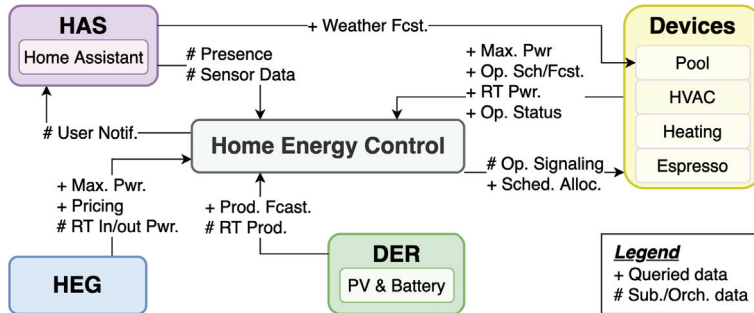 HAS
Home Assistant
+ Weather Fcst.
# Presence
# Sensor Data
+ Max. Pwr
+ Op. Sch/Fcst.
+ RT Pwr.
+ Op. Status
Devices
Pool
HVAC
Heating
Espresso
# User Notif.
Home Energy Control
# Op. Signaling
+ Sched. Alloc.
+ Max. Pwr.
+ Pricing
# RT In/out Pwr.
+ Prod. Fcast.
# RT Prod.
HEG
DER
PV & Battery
Legend
+ Queried data
# Sub./Orch. data